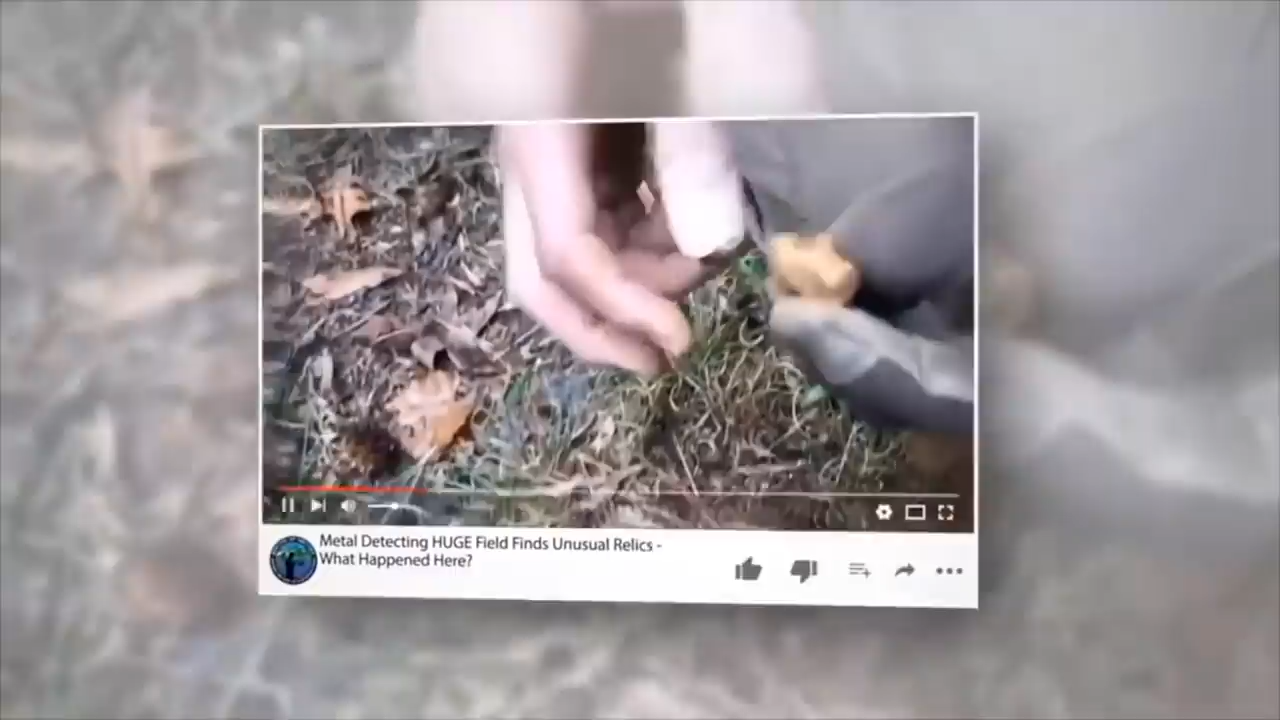 Metal Detecting HUGE Field Finds Unusual Relics -
What Happened Here?